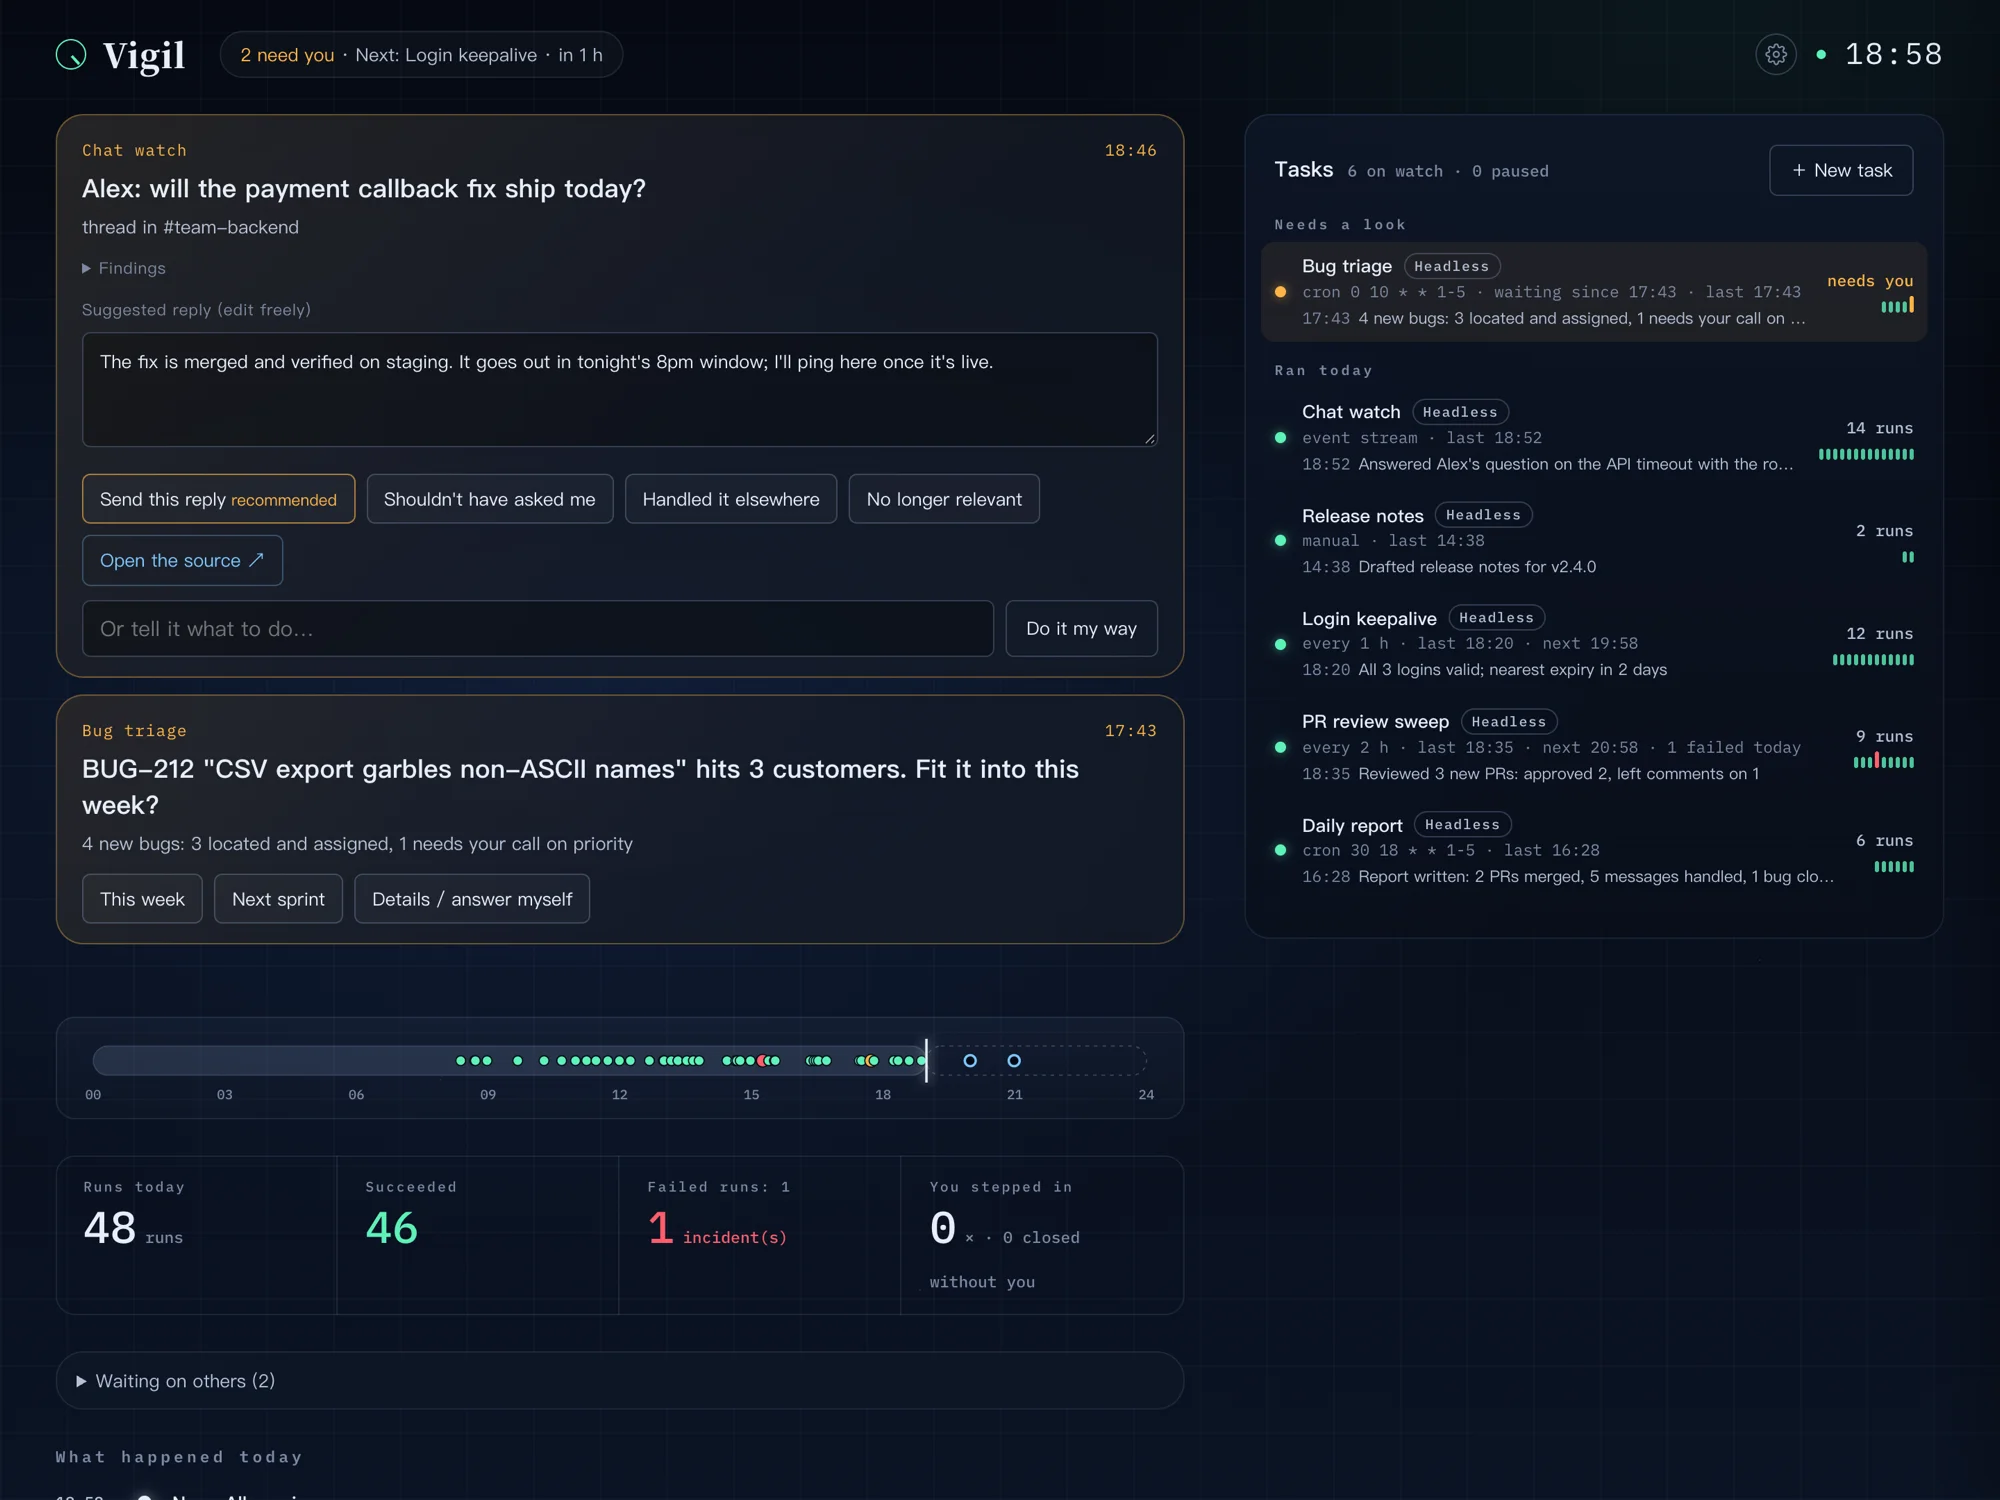 Vigil
2 need you · Next: Login keepalive · in 1 h
18:58
Chat watch
18:46
Alex: will the payment callback fix ship today?
thread in #team-backend
▶ Findings
Suggested reply (edit freely)
The fix is merged and verified on staging. It goes out in tonight's 8pm window; I'll ping here once it's live.
Send this reply recommended
Shouldn't have asked me
Handled it elsewhere
No longer relevant
Open the source ↗
Or tell it what to do…
Do it my way
Bug triage
17:43
BUG-212 "CSV export garbles non-ASCII names" hits 3 customers. Fit it into this
week?
4 new bugs: 3 located and assigned, 1 needs your call on priority
This week
Next sprint
Details / answer myself
00 03 06 09 12 15 18 21 24
Runs today
48 runs
Succeeded
46
Failed runs: 1
1 incident(s)
You stepped in
0 × · 0 closed
without you
▶ Waiting on others (2)
What happened today
Tasks 6 on watch · 0 paused
+ New task
Needs a look
Bug triage Headless
cron 0 10 * * 1-5 · waiting since 17:43 · last 17:43
17:43 4 new bugs: 3 located and assigned, 1 needs your call on …
needs you
Ran today
Chat watch Headless
event stream · last 18:52
18:52 Answered Alex's question on the API timeout with the ro…
14 runs
Release notes Headless
manual · last 14:38
14:38 Drafted release notes for v2.4.0
2 runs
Login keepalive Headless
every 1 h · last 18:20 · next 19:58
18:20 All 3 logins valid; nearest expiry in 2 days
12 runs
PR review sweep Headless
every 2 h · last 18:35 · next 20:58 · 1 failed today
18:35 Reviewed 3 new PRs: approved 2, left comments on 1
9 runs
Daily report Headless
cron 30 18 * * 1-5 · last 16:28
16:28 Report written: 2 PRs merged, 5 messages handled, 1 bug clo…
6 runs